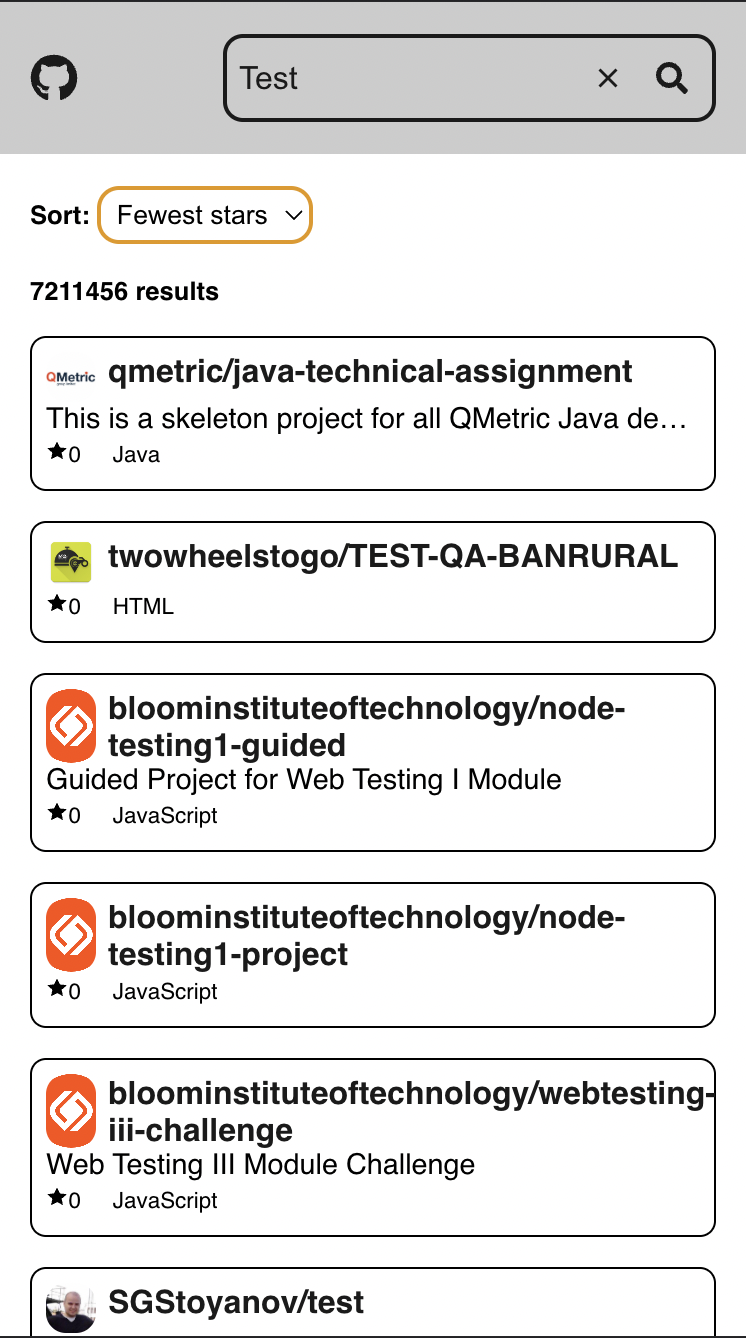 Test
Sort: Fewest stars
7211456 results
QMetric
qmetric/java-technical-assignment
This is a skeleton project for all QMetric Java de…
0 Java
twowheelstogo/TEST-QA-BANRURAL
0 HTML
bloominstituteoftechnology/node-
testing1-guided
Guided Project for Web Testing I Module
0 JavaScript
bloominstituteoftechnology/node-
testing1-project
0 JavaScript
bloominstituteoftechnology/webtesting-
iii-challenge
Web Testing III Module Challenge
0 JavaScript
SGStoyanov/test